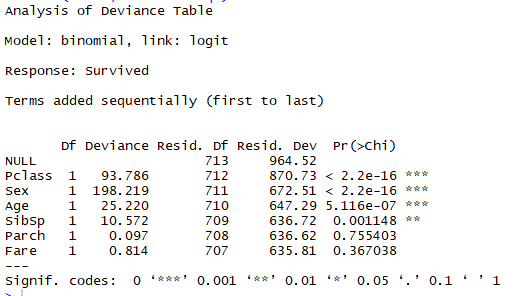 Analysis of Deviance Table
Model: binomial, link: logit
Response: Survived
Terms added sequentially (first to last)
Df Deviance Resid. Df Resid. Dev Pr(>Chi)
NULL 713 964.52
Pclass 1 93.786 712 870.73 < 2.2e-16 ***
Sex 1 198.219 711 672.51 < 2.2e-16 ***
Age 1 25.220 710 647.29 5.116e-07 ***
SibSp 1 10.572 709 636.72 0.001148 **
Parch 1 0.097 708 636.62 0.755403
Fare 1 0.814 707 635.81 0.367038
---
Signif. codes: 0 ‘***’ 0.001 ‘**’ 0.01 ‘*’ 0.05 ‘.’ 0.1 ‘ ’ 1
>